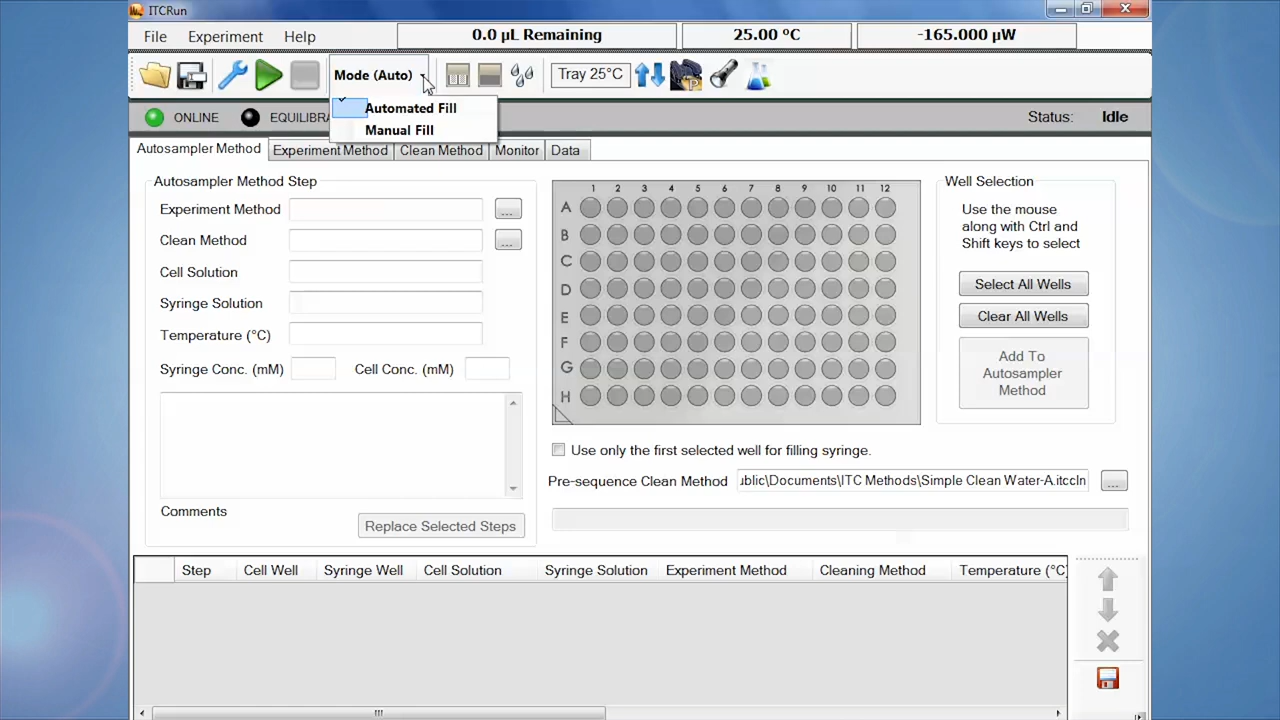 ITCRun
File Experiment Help
0.0 µL Remaining
25.00 ºC
-165.000 µW
Mode (Auto)
Tray 25°C
Automated Fill
Manual Fill
ONLINE
Status: Idle
Autosampler Method Experiment Method Clean Method Monitor Data
Autosampler Method Step
Experiment Method
...
Clean Method
...
Cell Solution
Syringe Solution
Temperature (°C)
Syringe Conc. (mM)
Cell Conc. (mM)
Comments
Replace Selected Steps
1 2 3 4 5 6 7 8 9 10 11 12
A
B
C
D
E
F
G
H
Well Selection
Use the mouse
along with Ctrl and
Shift keys to select
Select All Wells
Clear All Wells
Add To
Autosampler
Method
Use only the first selected well for filling syringe.
Pre-sequence Clean Method
ublic\Documents\ITC Methods\Simple Clean Water-A.itccln
...
Step Cell Well Syringe Well Cell Solution Syringe Solution Experiment Method Cleaning Method Temperature (°C)